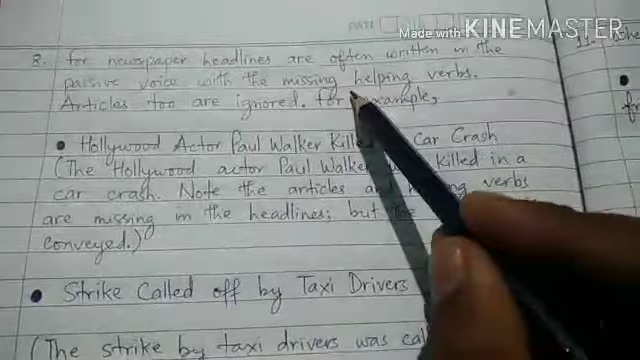 DATE
Made with KINEMASTER
8. for newspaper headlines are often written in the
passive voice with the missing helping verbs.
Articles too are ignored. for example,
• Hollywood Actor Paul Walker Car Crash
(The Hollywood actor Paul Walker killed in a
car crash. Note the articles verbs
are missing in the headlines; but
conveyed.)
• Strike Called off by Taxi Drivers
(The strike by taxi drivers was